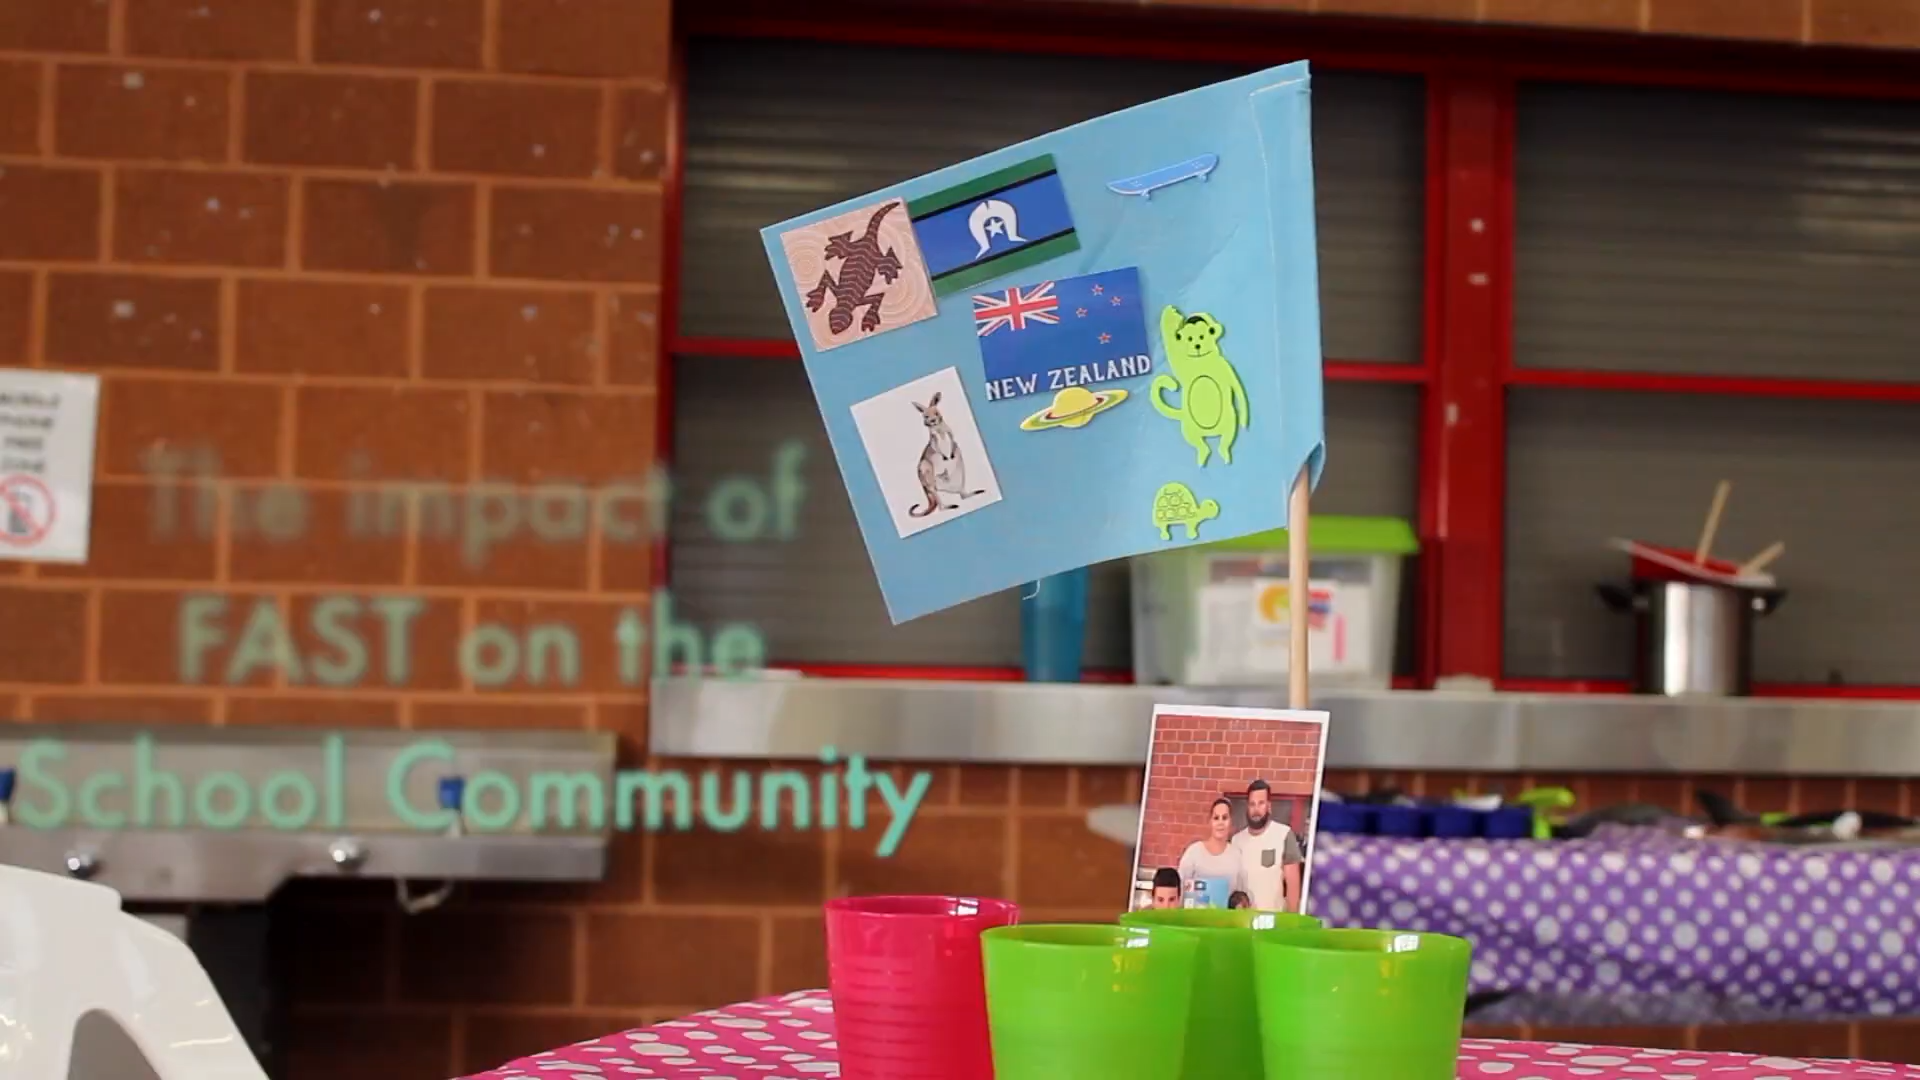 The impact of
FAST on the
School Community
NEW ZEALAND